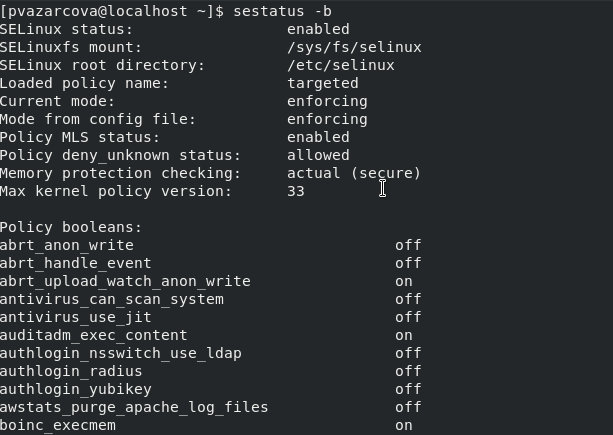 [pvazarcova@localhost ~]$ sestatus -b
SELinux status:                 enabled
SELinuxfs mount:                /sys/fs/selinux
SELinux root directory:         /etc/selinux
Loaded policy name:             targeted
Current mode:                   enforcing
Mode from config file:          enforcing
Policy MLS status:              enabled
Policy deny_unknown status:     allowed
Memory protection checking:     actual (secure)
Max kernel policy version:      33

Policy booleans:
abrt_anon_write                             off
abrt_handle_event                           off
abrt_upload_watch_anon_write                on
antivirus_can_scan_system                   off
antivirus_use_jit                           off
auditadm_exec_content                       on
authlogin_nsswitch_use_ldap                 off
authlogin_radius                            off
authlogin_yubikey                           off
awstats_purge_apache_log_files              off
boinc_execmem                               on